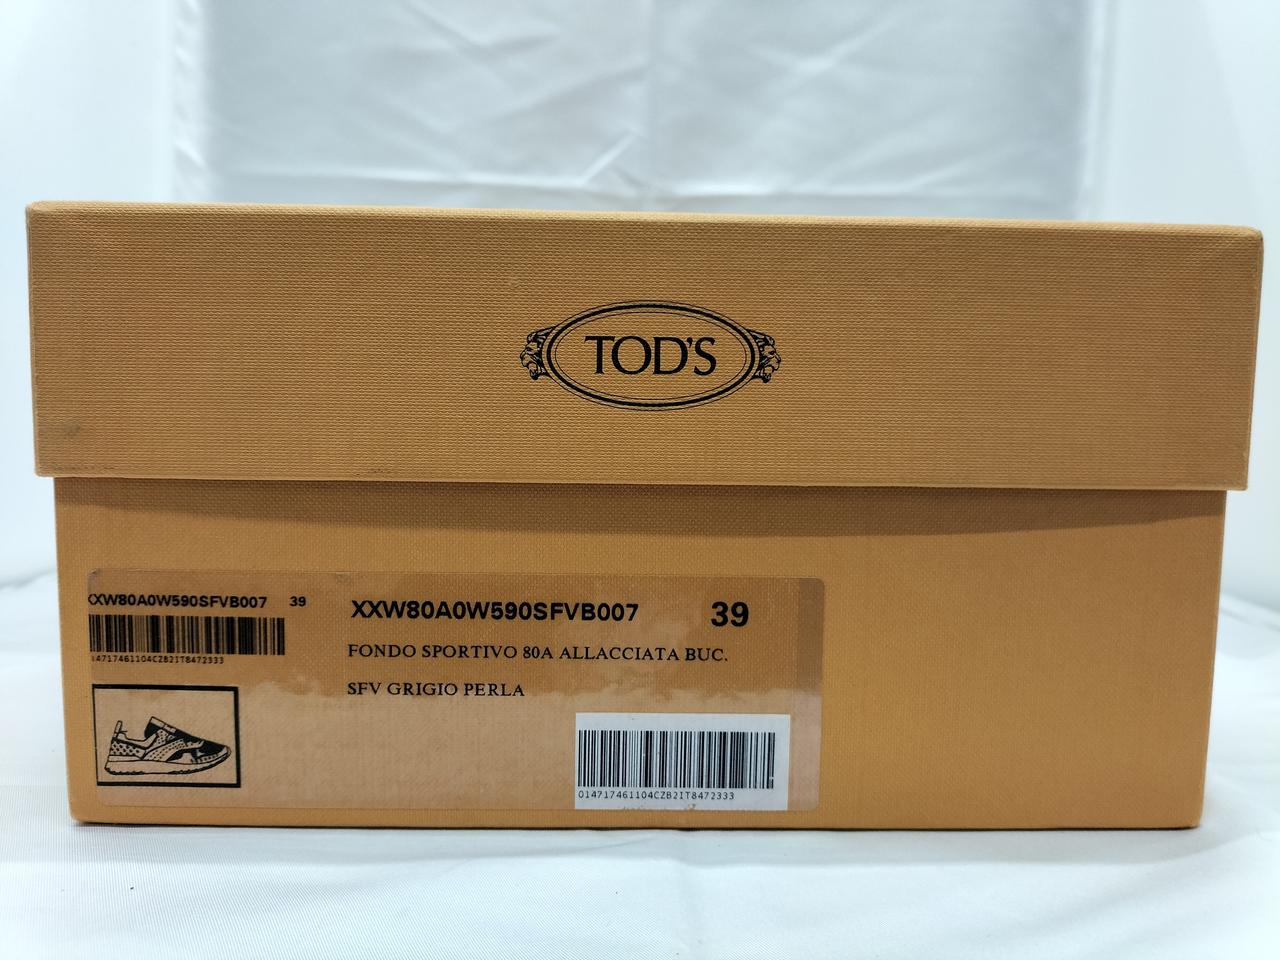 TOD'S
XXW80A0W590SFVB007 39
014717461104CZB2IT8472333
XXW80A0W590SFVB007 39
FONDO SPORTIVO 80A ALLACCIATA BUC.
SFV GRIGIO PERLA
014717461104CZB2IT8472333